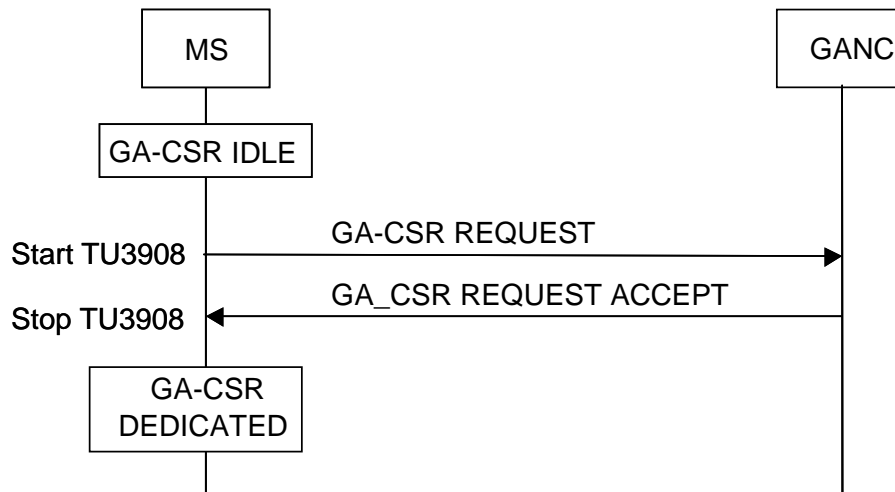 MS
GANC
GA-CSR IDLE
GA-CSR REQUEST
Start TU3908
GA_CSR REQUEST ACCEPT
Stop TU3908
GA-CSR
DEDICATED